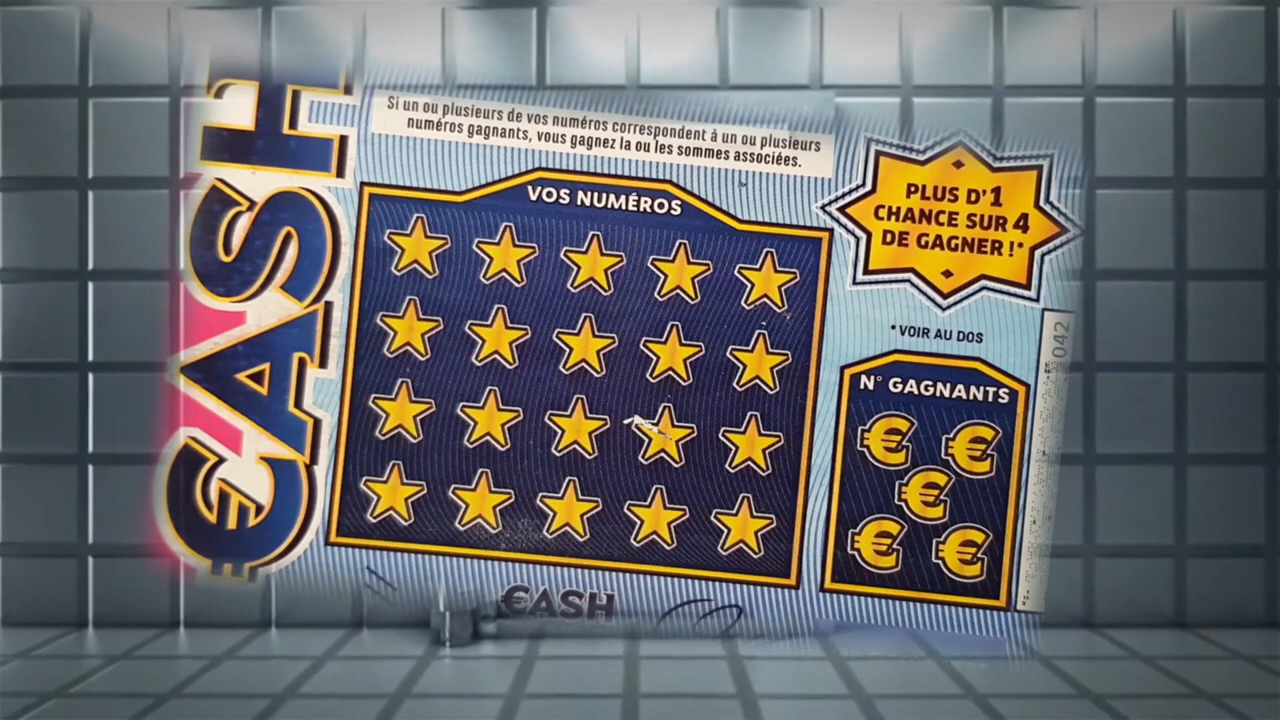 €ASH
Si un ou plusieurs de vos numéros correspondent à un ou plusieurs
numéros gagnants, vous gagnez la ou les sommes associées.
VOS NUMÉROS
PLUS D'1
CHANCE SUR 4
DE GAGNER !*
*VOIR AU DOS
042
N° GAGNANTS
€ €
€
€ €
€ASH